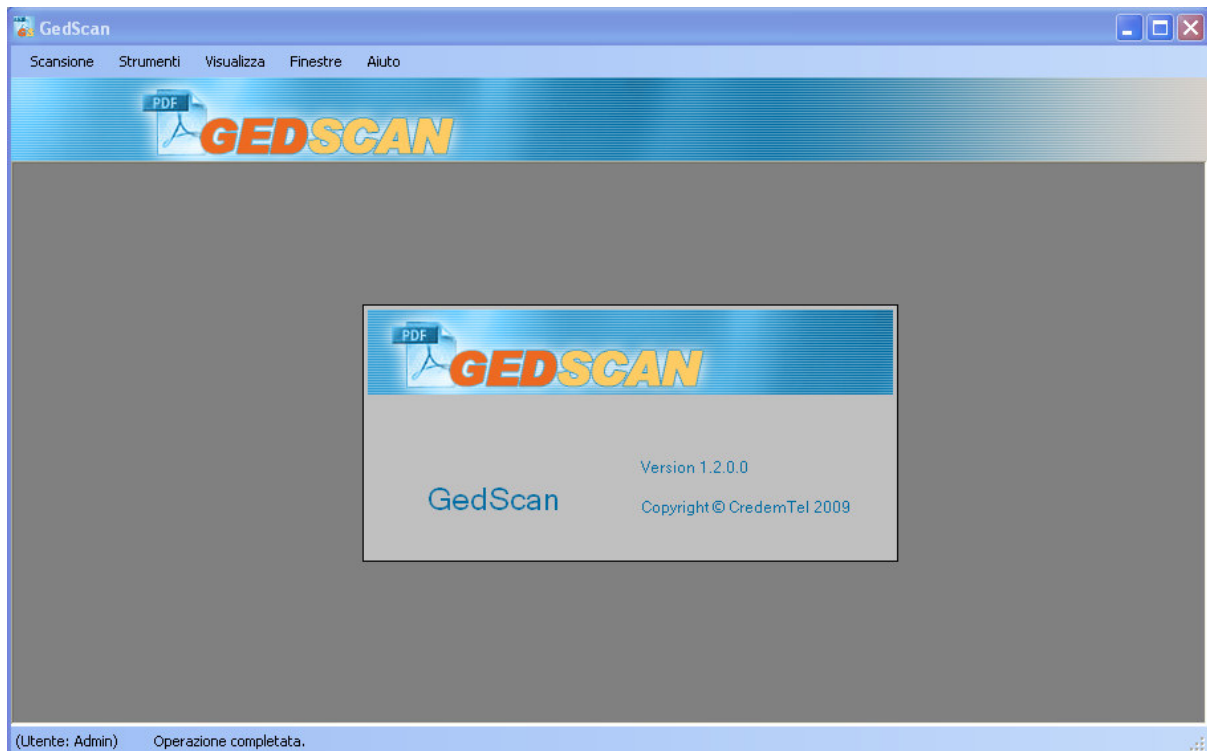 GedScan
Scansione Strumenti Visualizza Finestre Aiuto
PDF
GEDSCAN
PDF
GEDSCAN
Version 1.2.0.0
GedScan
Copyright © CredemTel 2009
(Utente: Admin) Operazione completata.